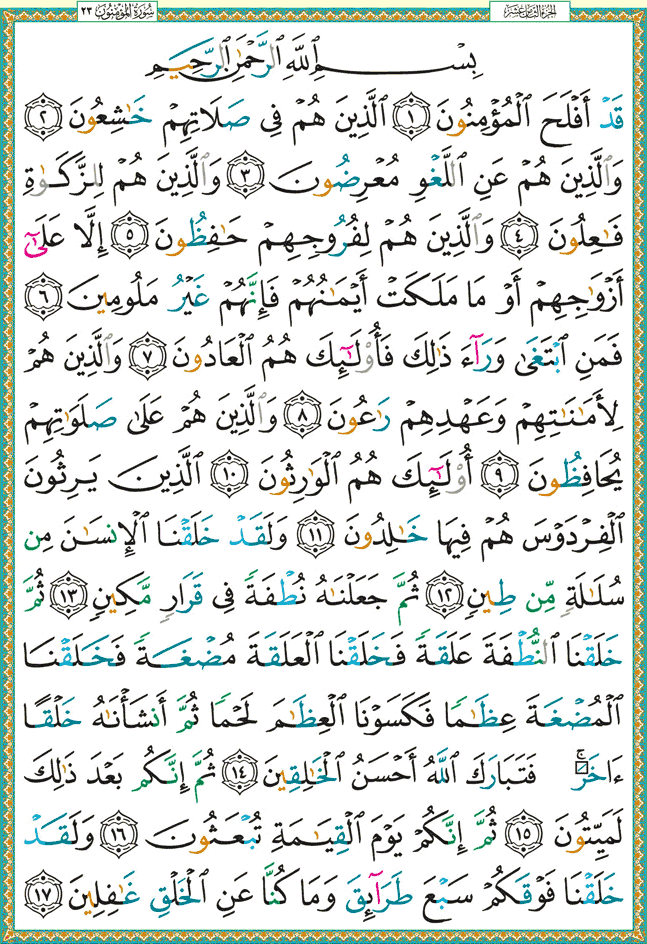 سُورَةُ المُؤْمِنُون ٢٣
الجزء الثامن عشر
بِسْمِ ٱللَّهِ ٱلرَّحْمَٰنِ ٱلرَّحِيمِ
قَدْ أَفْلَحَ ٱلْمُؤْمِنُونَ ١ ٱلَّذِينَ هُمْ فِى صَلَاتِهِمْ خَٰشِعُونَ ٢
وَٱلَّذِينَ هُمْ عَنِ ٱللَّغْوِ مُعْرِضُونَ ٣ وَٱلَّذِينَ هُمْ لِلزَّكَوٰةِ
فَٰعِلُونَ ٤ وَٱلَّذِينَ هُمْ لِفُرُوجِهِمْ حَٰفِظُونَ ٥ إِلَّا عَلَىٰٓ
أَزْوَٰجِهِمْ أَوْ مَا مَلَكَتْ أَيْمَٰنُهُمْ فَإِنَّهُمْ غَيْرُ مَلُومِينَ ٦
فَمَنِ ٱبْتَغَىٰ وَرَآءَ ذَٰلِكَ فَأُو۟لَٰٓئِكَ هُمُ ٱلْعَادُونَ ٧ وَٱلَّذِينَ هُمْ
لِأَمَٰنَٰتِهِمْ وَعَهْدِهِمْ رَٰعُونَ ٨ وَٱلَّذِينَ هُمْ عَلَىٰ صَلَوَٰتِهِمْ
يُحَافِظُونَ ٩ أُو۟لَٰٓئِكَ هُمُ ٱلْوَٰرِثُونَ ١٠ ٱلَّذِينَ يَرِثُونَ
ٱلْفِرْدَوْسَ هُمْ فِيهَا خَٰلِدُونَ ١١ وَلَقَدْ خَلَقْنَا ٱلْإِنسَٰنَ مِن
سُلَٰلَةٍ مِّن طِينٍ ١٢ ثُمَّ جَعَلْنَٰهُ نُطْفَةً فِى قَرَارٍ مَّكِينٍ ١٣ ثُمَّ
خَلَقْنَا ٱلنُّطْفَةَ عَلَقَةً فَخَلَقْنَا ٱلْعَلَقَةَ مُضْغَةً فَخَلَقْنَا
ٱلْمُضْغَةَ عِظَٰمًا فَكَسَوْنَا ٱلْعِظَٰمَ لَحْمًا ثُمَّ أَنشَأْنَٰهُ خَلْقًا
ءَاخَرَ ۚ فَتَبَارَكَ ٱللَّهُ أَحْسَنُ ٱلْخَٰلِقِينَ ١٤ ثُمَّ إِنَّكُم بَعْدَ ذَٰلِكَ
لَمَيِّتُونَ ١٥ ثُمَّ إِنَّكُمْ يَوْمَ ٱلْقِيَٰمَةِ تُبْعَثُونَ ١٦ وَلَقَدْ
خَلَقْنَا فَوْقَكُمْ سَبْعَ طَرَآئِقَ وَمَا كُنَّا عَنِ ٱلْخَلْقِ غَٰفِلِينَ ١٧